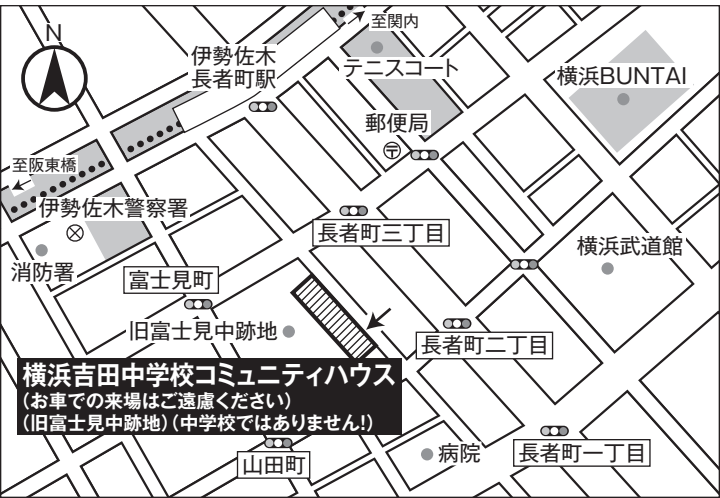 N
至関内
伊勢佐木
長者町駅
テニスコート
横浜BUNTAI
郵便局
〒
至阪東橋
伊勢佐木警察署
長者町三丁目
横浜武道館
消防署
富士見町
旧富士見中跡地
長者町二丁目
横浜吉田中学校コミュニティハウス
(お車での来場はご遠慮ください)
(旧富士見中跡地)(中学校ではありません!)
山田町
病院
長者町一丁目